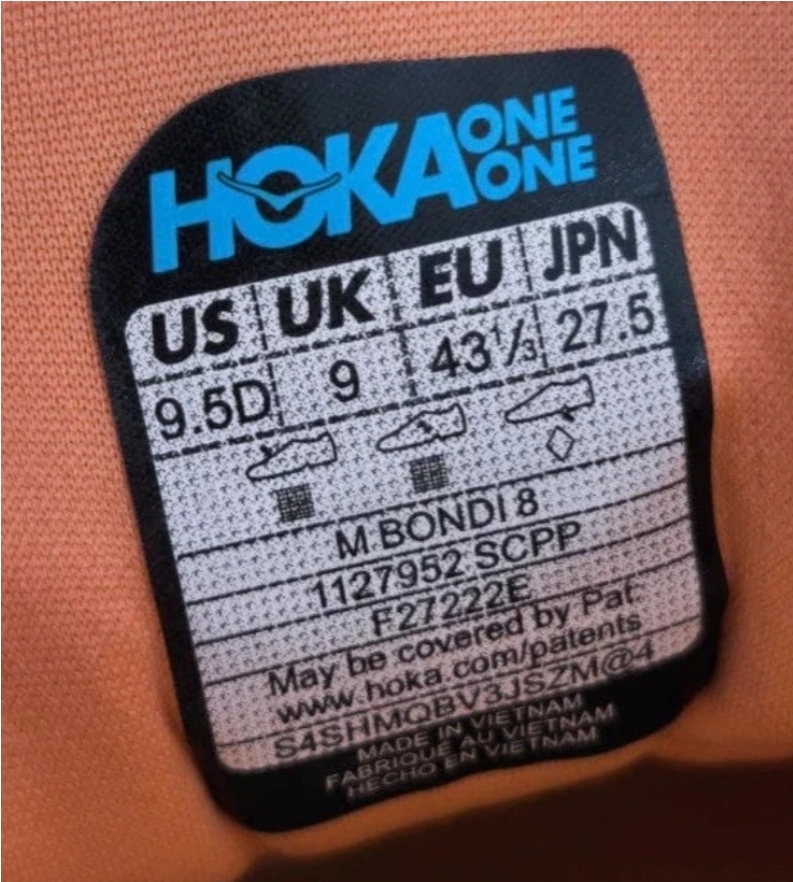 HOKA ONE ONE
US UK EU JPN
9.5D 9 43⅓ 27.5
M BONDI 8
1127952 SCPP
F27222E
May be covered by Pat.
www.hoka.com/patents
S4SHMQBV3JSZM@4
MADE IN VIETNAM
FABRIQUÉ AU VIETNAM
HECHO EN VIETNAM